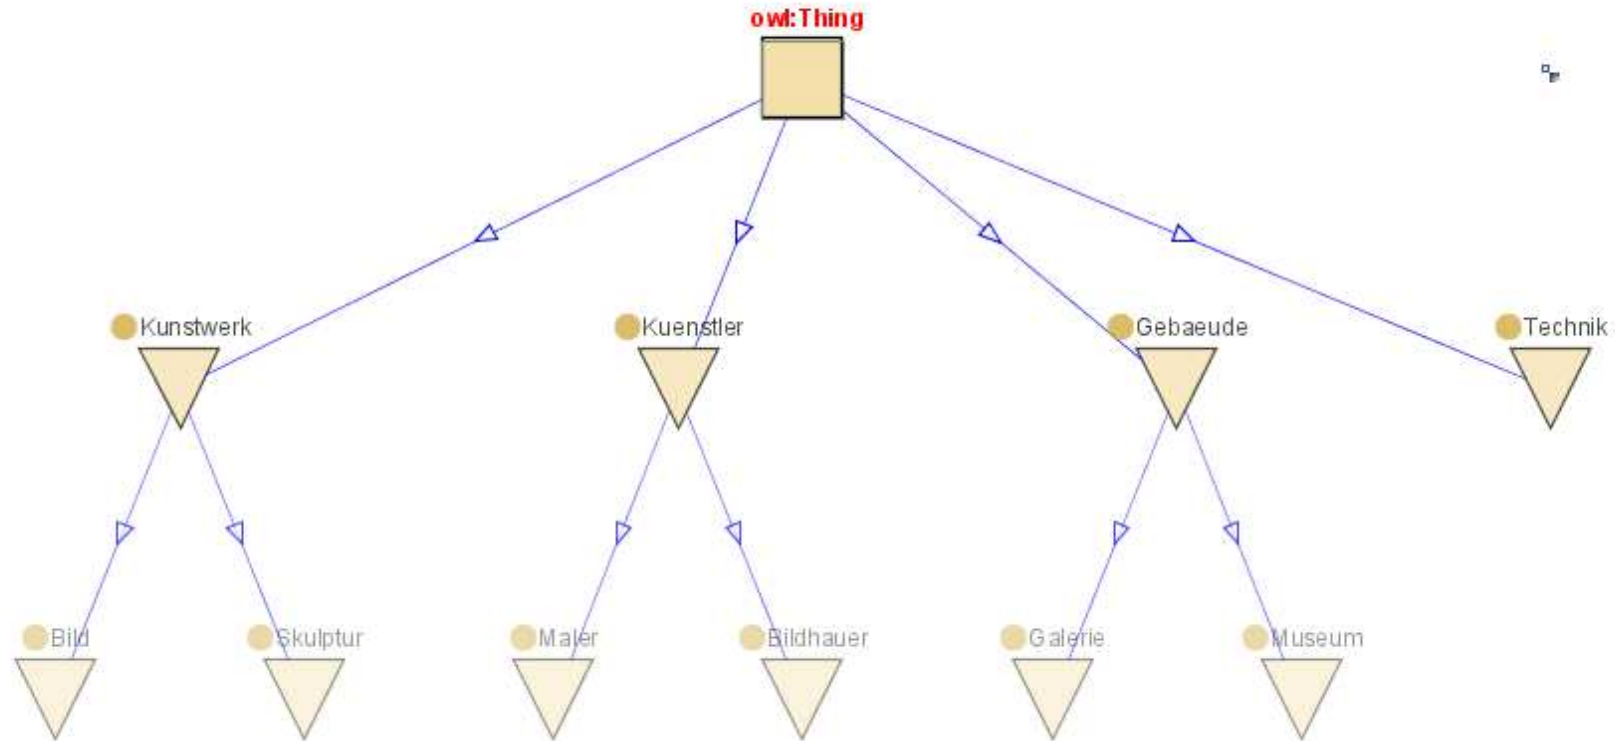 owl:Thing
Kunstwerk
Kuenstler
Gebaeude
Technik
Bild
Skulptur
Maler
Bildhauer
Galerie
Museum